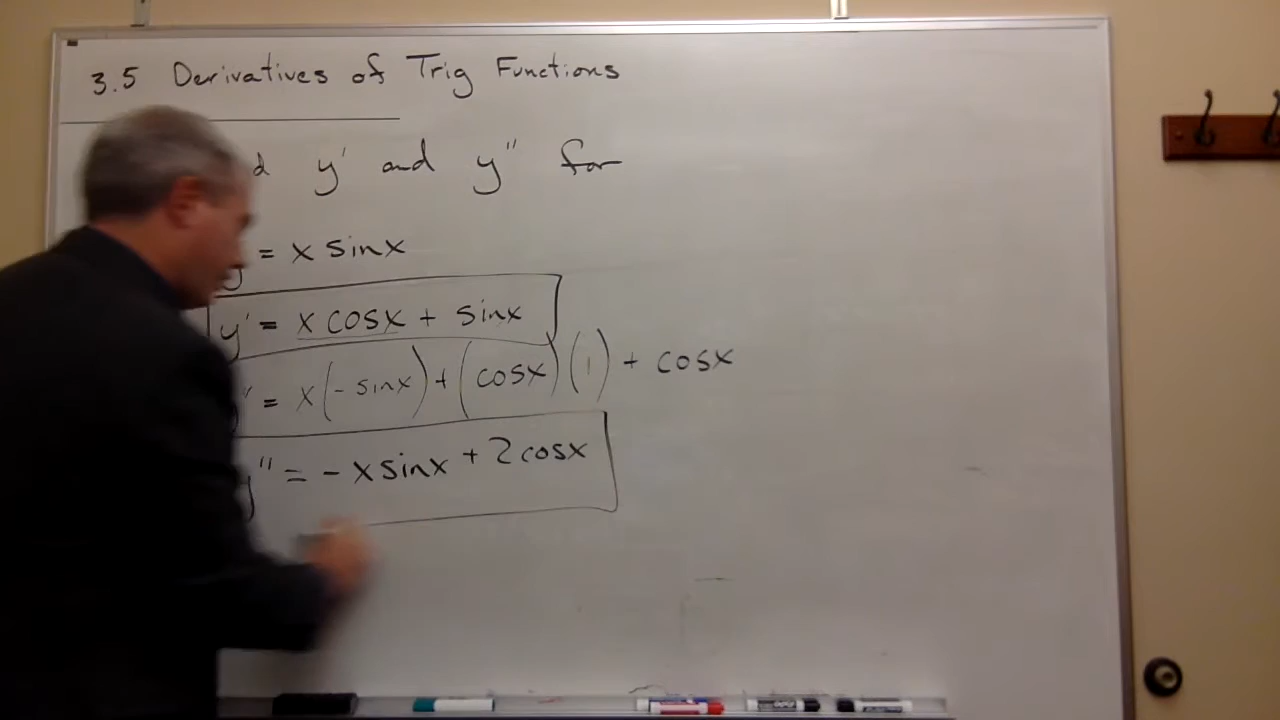 3.5 Derivatives of Trig Functions
y' and y" for
y = x sinx
y' = x cosx + sinx
" = x(- sinx) + (cosx)(1) + cosx
y" = - x sinx + 2 cosx